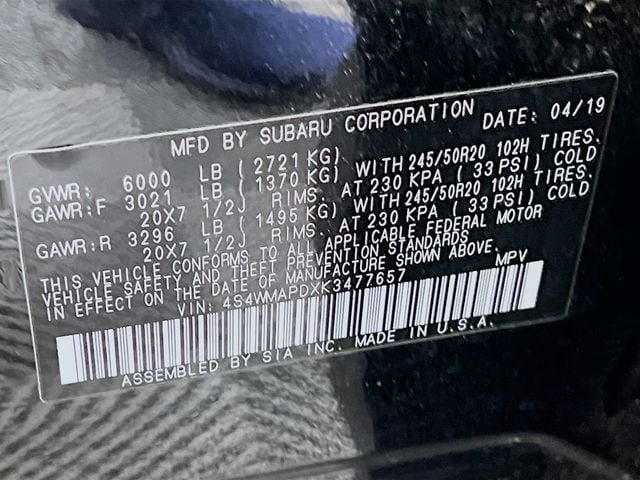 MFD BY SUBARU CORPORATION DATE: 04/19
GVWR: 6000 LB (2721 KG)
GAWR:F 3021 LB (1370 KG) WITH 245/50R20 102H TIRES.
20X7 1/2J RIMS. AT 230 KPA (33 PSI) COLD
GAWR:R 3296 LB (1495 KG) WITH 245/50R20 102H TIRES.
20X7 1/2J RIMS. AT 230 KPA (33 PSI) COLD
THIS VEHICLE CONFORMS TO ALL APPLICABLE FEDERAL MOTOR
VEHICLE SAFETY AND THEFT PREVENTION STANDARDS
IN EFFECT ON THE DATE OF MANUFACTURE SHOWN ABOVE.
VIN: 4S4WMAPDXK3477657 MPV
ASSEMBLED BY SIA INC. MADE IN U.S.A.